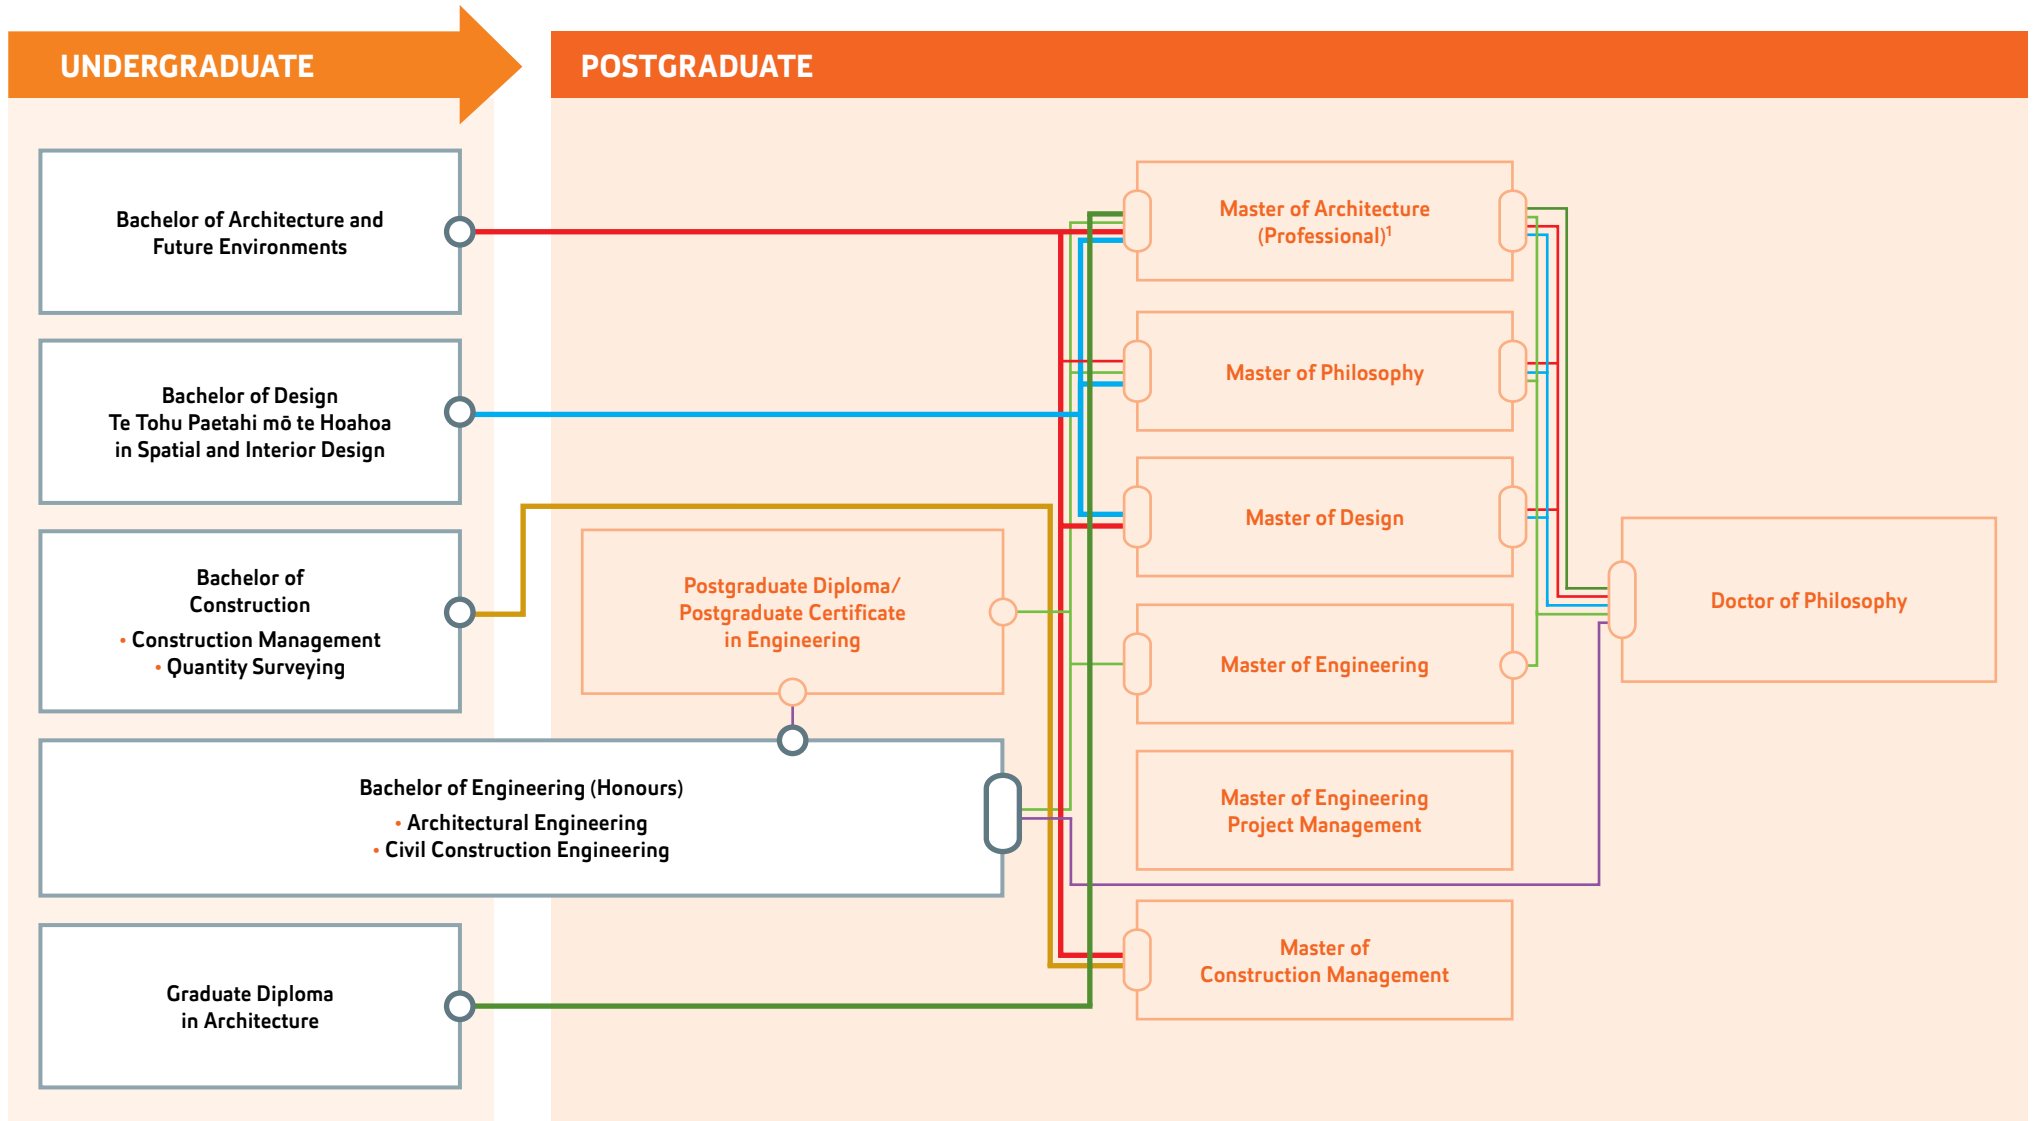 UNDERGRADUATE
POSTGRADUATE
Bachelor of Architecture and
Future Environments
Bachelor of Design
Te Tohu Paetahi mō te Hoahoa
in Spatial and Interior Design
Bachelor of
Construction
• Construction Management
• Quantity Surveying
Bachelor of Engineering (Honours)
• Architectural Engineering
• Civil Construction Engineering
Graduate Diploma
in Architecture
Postgraduate Diploma/
Postgraduate Certificate
in Engineering
Master of Architecture
(Professional)¹
Master of Philosophy
Master of Design
Master of Engineering
Master of Engineering
Project Management
Master of
Construction Management
Doctor of Philosophy